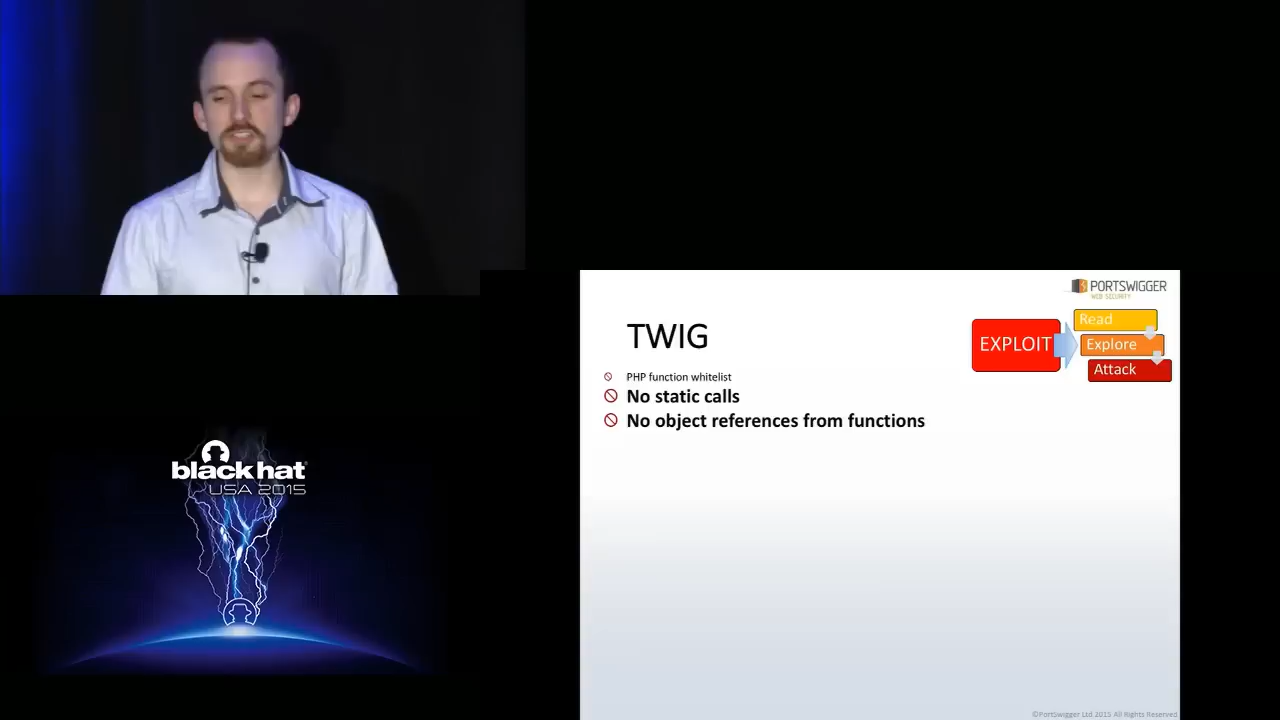 PORTSWIGGER
WEB SECURITY
TWIG
EXPLOIT
Read
Explore
Attack
PHP function whitelist
No static calls
No object references from functions
black hat
USA 2015
©PortSwigger Ltd 2015 All Rights Reserved